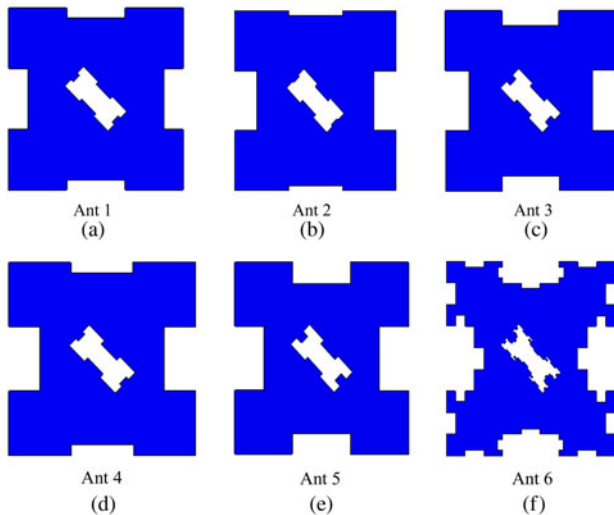 Ant 1
Ant 2
Ant 3
(a)
(b)
(c)
Ant 4
Ant 5
Ant 6
(d)
(e)
(f)